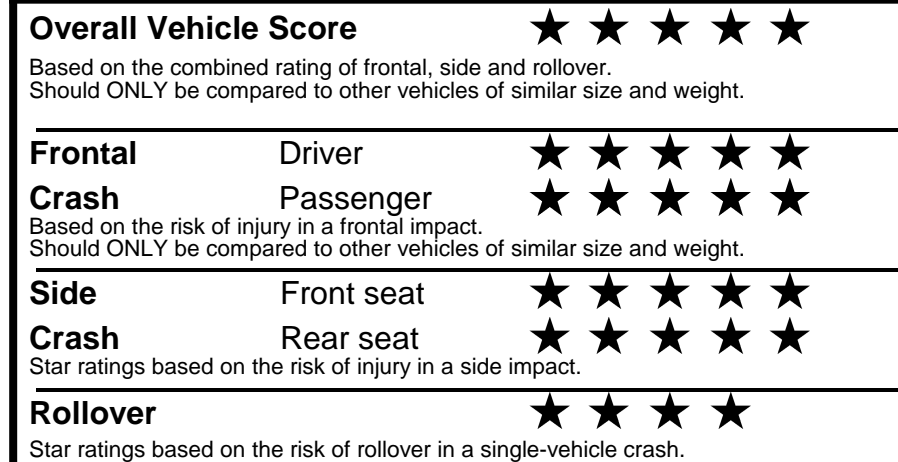 Overall Vehicle Score ★ ★ ★ ★ ★
Based on the combined rating of frontal, side and rollover.
Should ONLY be compared to other vehicles of similar size and weight.
Frontal Driver ★ ★ ★ ★ ★
Crash Passenger ★ ★ ★ ★ ★
Based on the risk of injury in a frontal impact.
Should ONLY be compared to other vehicles of similar size and weight.
Side Front seat ★ ★ ★ ★ ★
Crash Rear seat ★ ★ ★ ★ ★
Star ratings based on the risk of injury in a side impact.
Rollover ★ ★ ★ ★
Star ratings based on the risk of rollover in a single-vehicle crash.